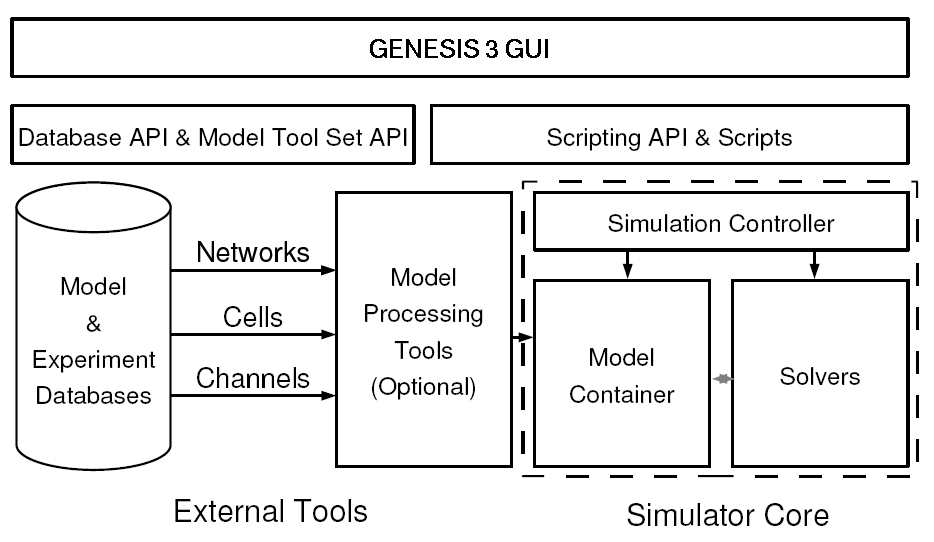 GENESIS 3 GUI
Database API & Model Tool Set API
Scripting API & Scripts
Model
&
Experiment
Databases
Networks
Cells
Channels
Model
Processing
Tools
(Optional)
Simulation Controller
Model
Container
Solvers
External Tools
Simulator Core